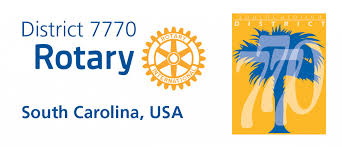 District 7770
Rotary
ROTARY
INTERNATIONAL
South Carolina, USA
DISTRICT
7770